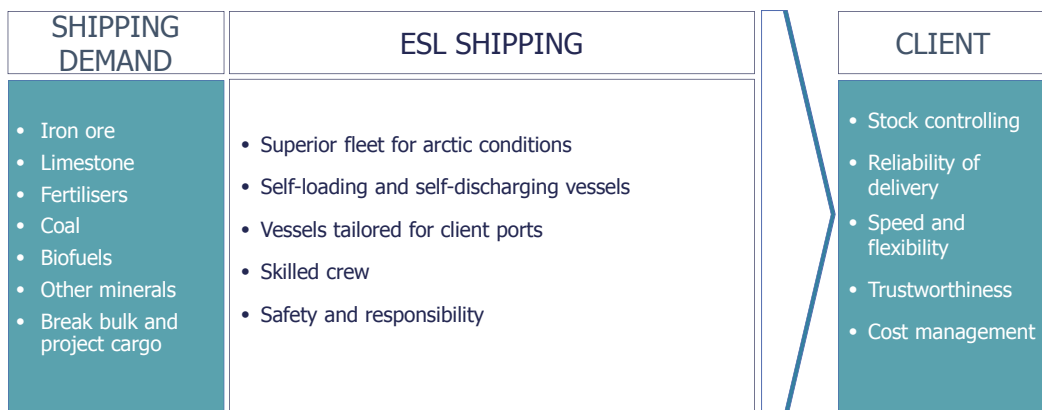 SHIPPING
DEMAND
• Iron ore
• Limestone
• Fertilisers
• Coal
• Biofuels
• Other minerals
• Break bulk and
project cargo
ESL SHIPPING
• Superior fleet for arctic conditions
• Self-loading and self-discharging vessels
• Vessels tailored for client ports
• Skilled crew
• Safety and responsibility
CLIENT
• Stock controlling
• Reliability of
delivery
• Speed and
flexibility
• Trustworthiness
• Cost management